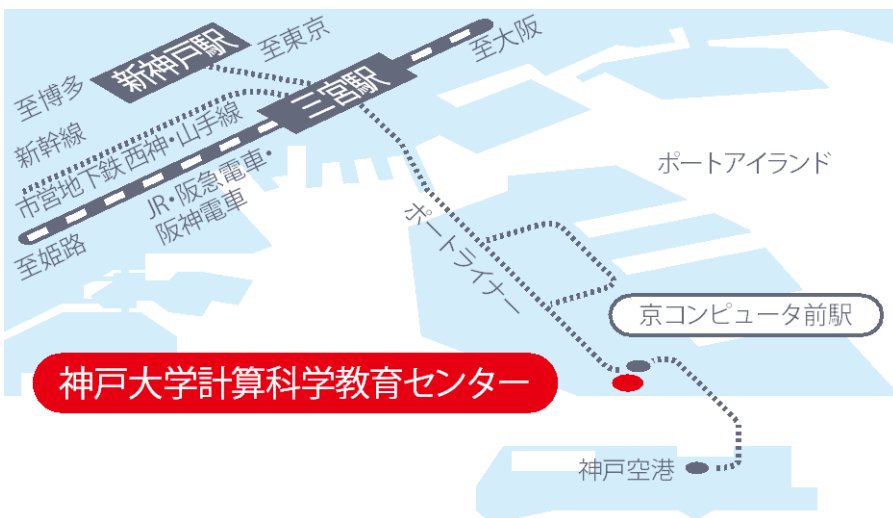 新神戸駅
至東京
至大阪
三宮駅
至博多
新幹線
市営地下鉄 西神・山手線
JR・阪急電車・
阪神電車
至姫路
ポートアイランド
ポートライナー
京コンピュータ前駅
神戸大学計算科学教育センター
神戸空港